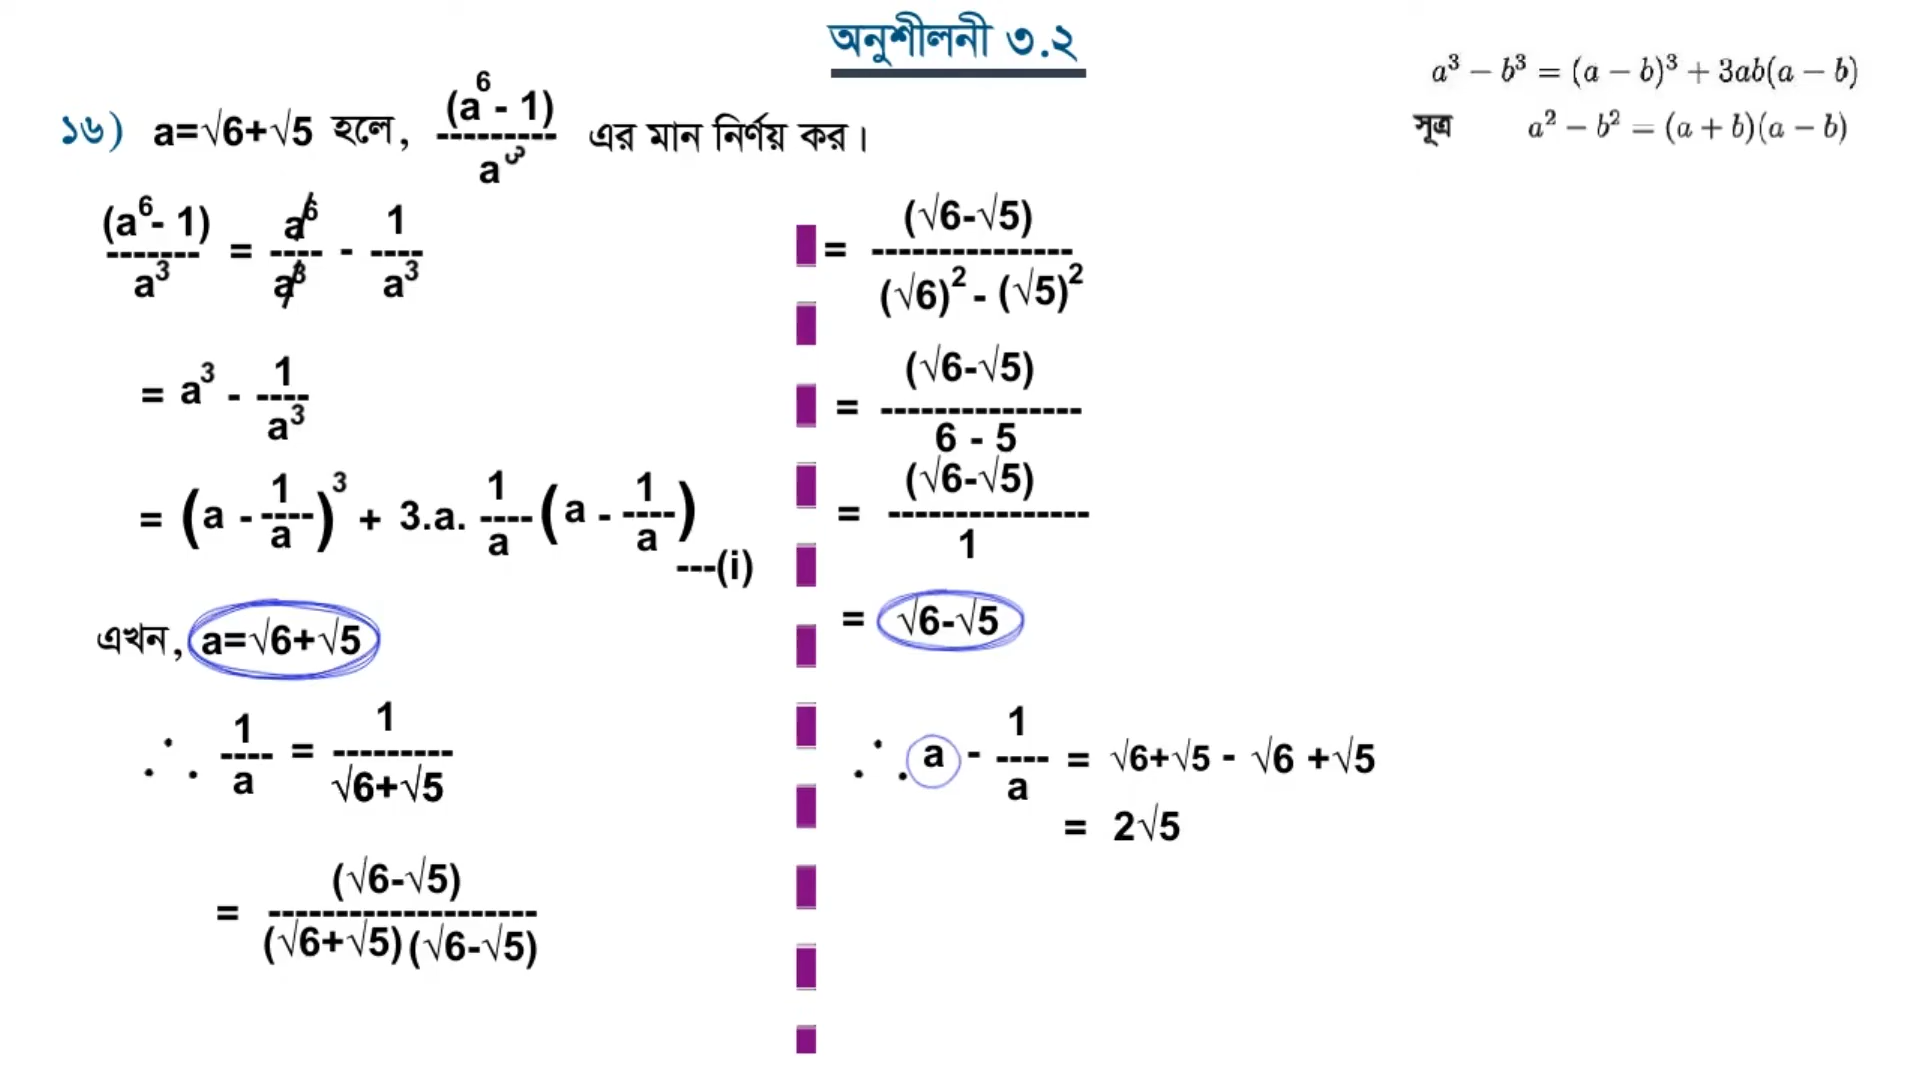 অনুশীলনী ৩.২
a³ − b³ = (a − b)³ + 3ab(a − b)
সূত্র a² − b² = (a + b)(a − b)
১৬) a=√6+√5 হলে, (a⁶ - 1) / a³ এর মান নির্ণয় কর।
(a⁶- 1) / a³ = a⁶ / a³ - 1 / a³
= a³ - 1 / a³
= (a - 1 / a)³ + 3.a. 1 / a (a - 1 / a)
---(i)
এখন, a=√6+√5
∴ 1 / a = 1 / √6+√5
= (√6-√5) / (√6+√5)(√6-√5)
= (√6-√5) / (√6)² - (√5)²
= (√6-√5) / 6 - 5
= (√6-√5) / 1
= √6-√5
∴ a - 1 / a = √6+√5 - √6 +√5
= 2√5